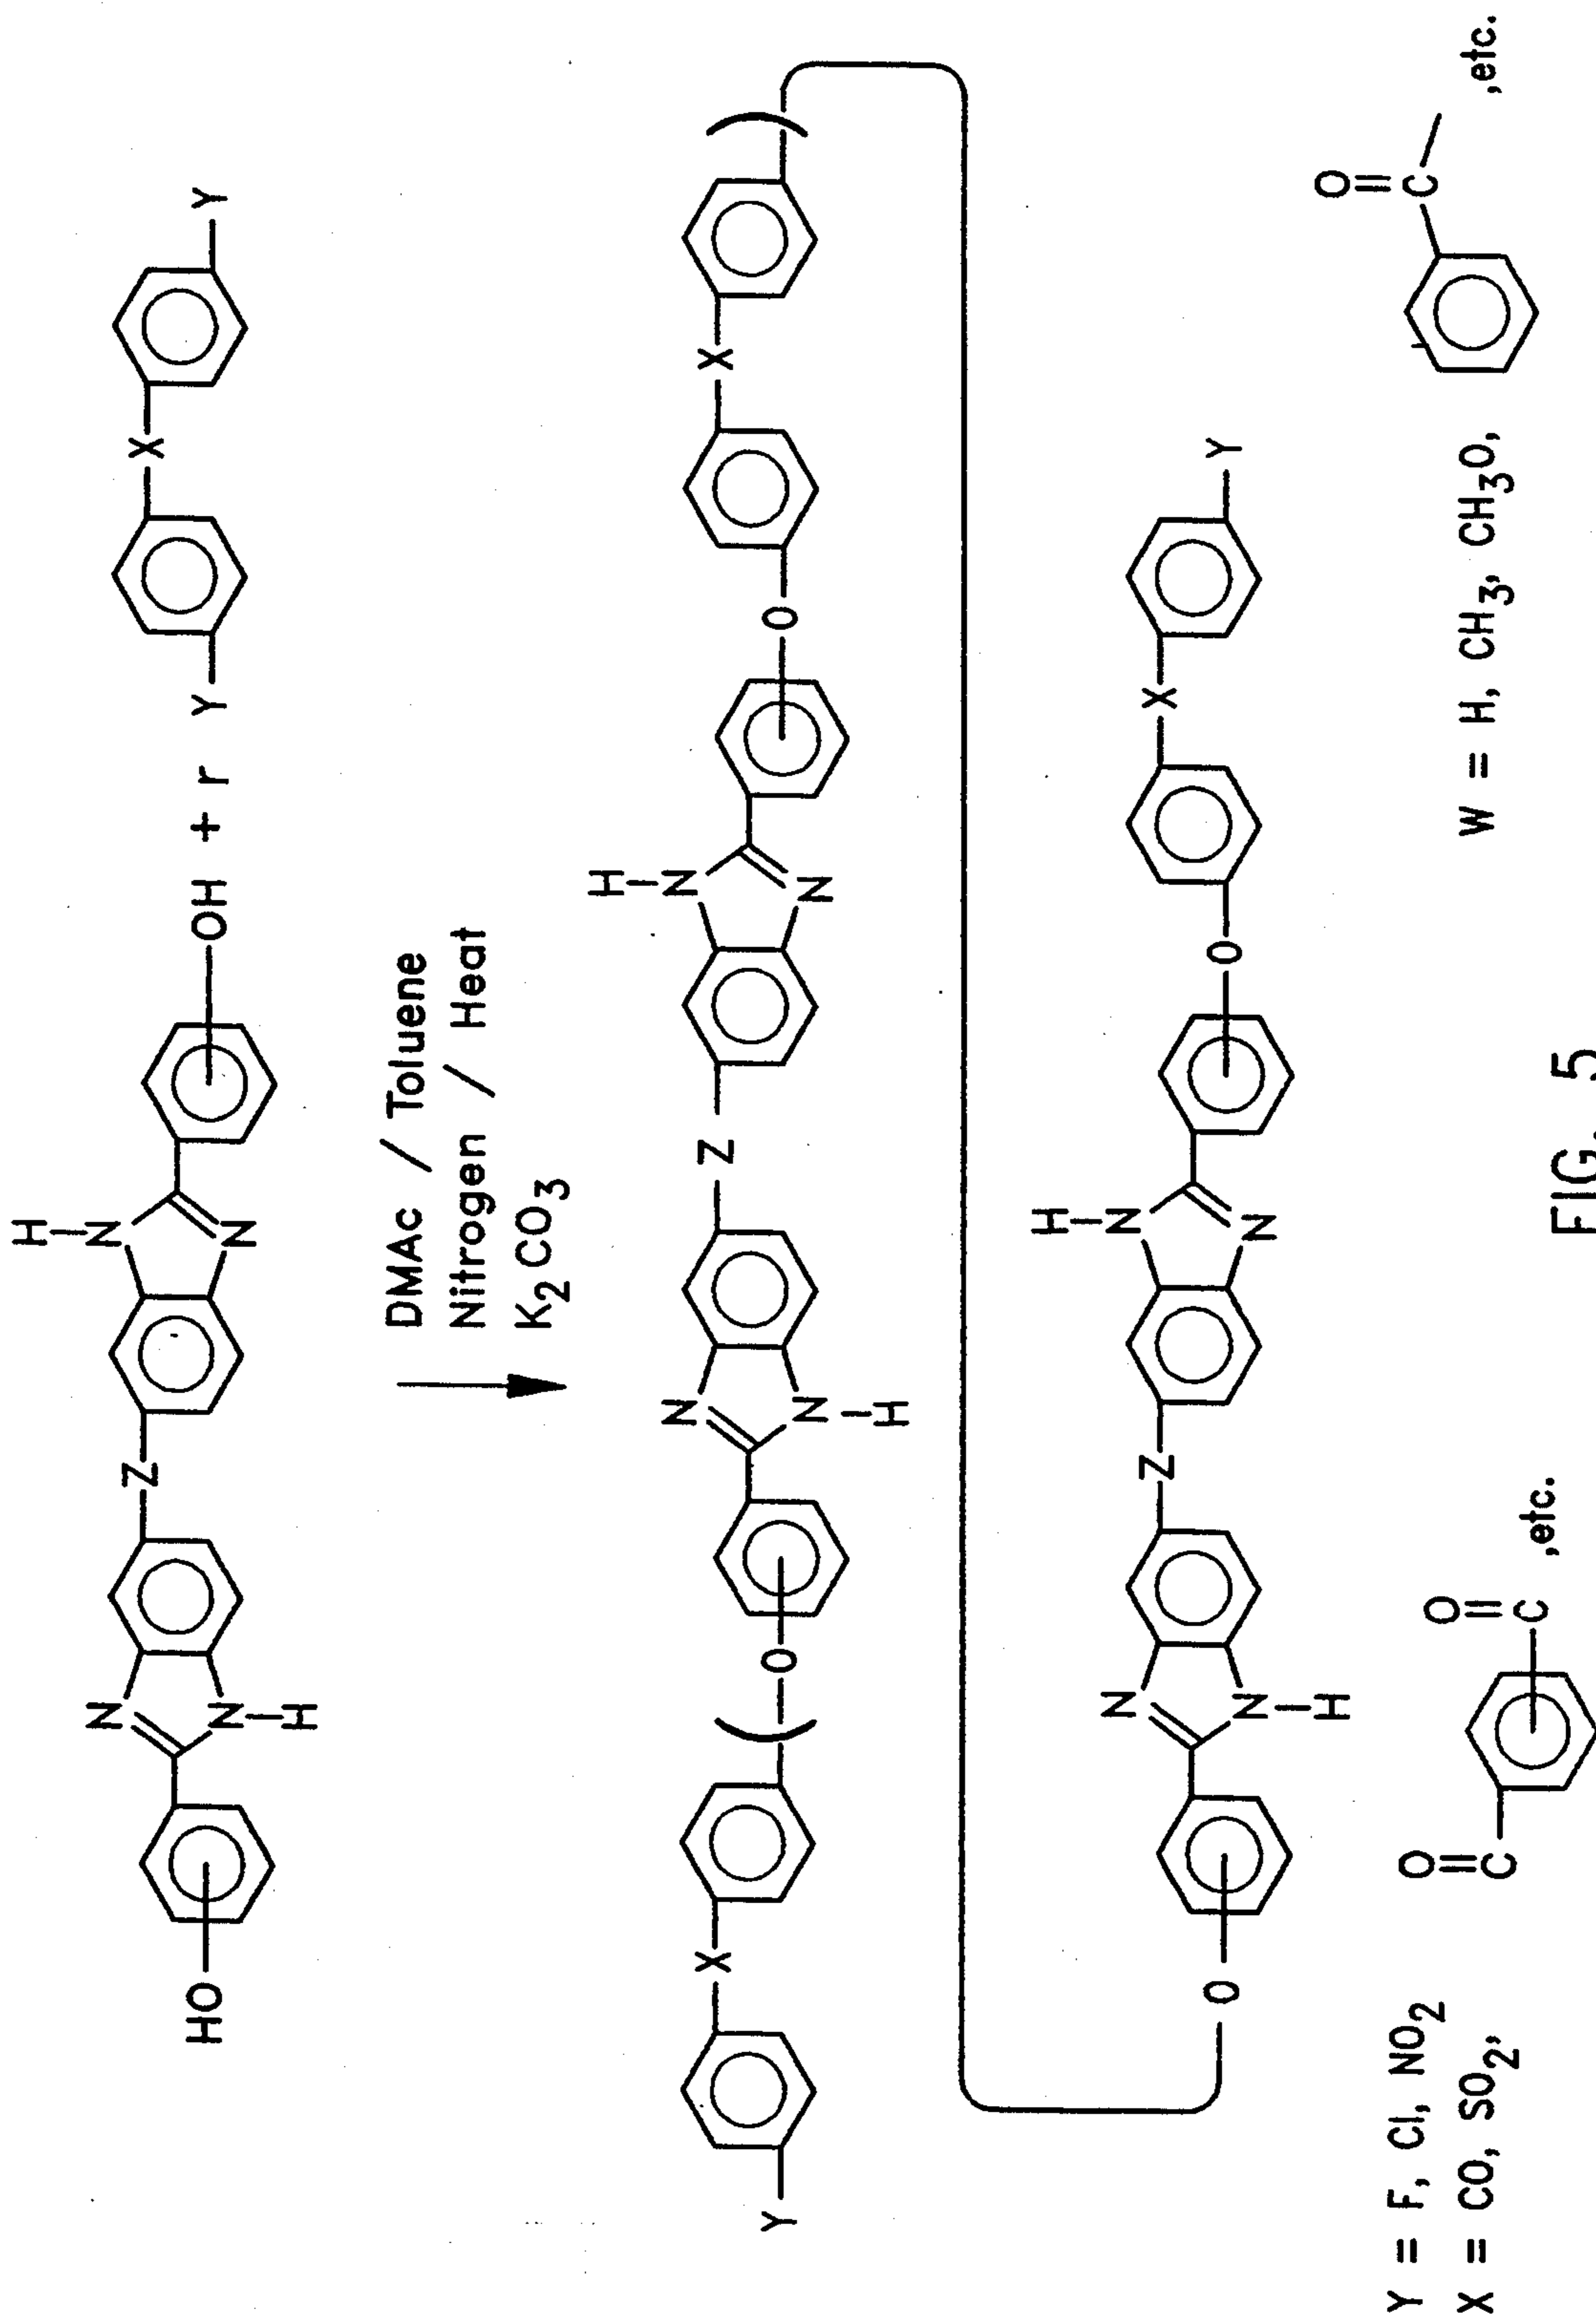 HO N N-H Z H-N N OH + r Y X Y
DMAc / Toluene
Nitrogen / Heat
K2CO3
Y X ( O N N-H Z H-N N O X )
O N N-H Z H-N N O X Y
Y = F, Cl, NO2
X = CO, SO2, O=C C=O ,etc.
W = H, CH3, CH3O, O=C ,etc.
FIG. 5